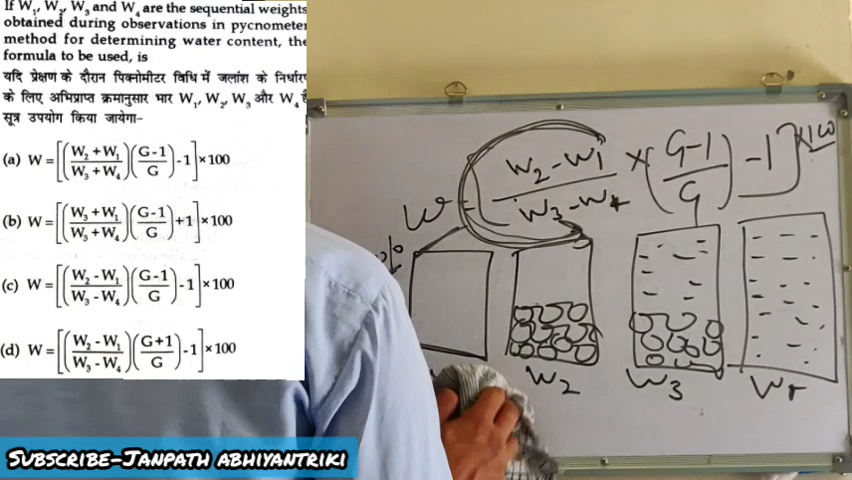 If W₁, W₂, W₃ and W₄ are the sequential weights
obtained during observations in pycnometer
method for determining water content, the
formula to be used, is
यदि प्रेक्षण के दौरान पिक्नोमीटर विधि में जलांश के निर्धारण
के लिए अभिप्राप्त क्रमानुसार भार W₁, W₂, W₃ और W₄ है
सूत्र उपयोग किया जायेगा-
(a) W = [((W₂ + W₁)/(W₃ + W₄))((G-1)/G) -1] × 100
(b) W = [((W₃ + W₁)/(W₃ + W₄))((G-1)/G) +1] × 100
(c) W = [((W₂ - W₁)/(W₃ - W₄))((G-1)/G) -1] × 100
(d) W = [((W₂ - W₁)/(W₃ - W₄))((G+1)/G) -1] × 100
W = [(W₂ - W₁)/(W₃ - W₄) × ((G-1)/G) -1] ×100
W₂ W₃ W₄
SUBSCRIBE-JANPATH ABHIYANTRIKI